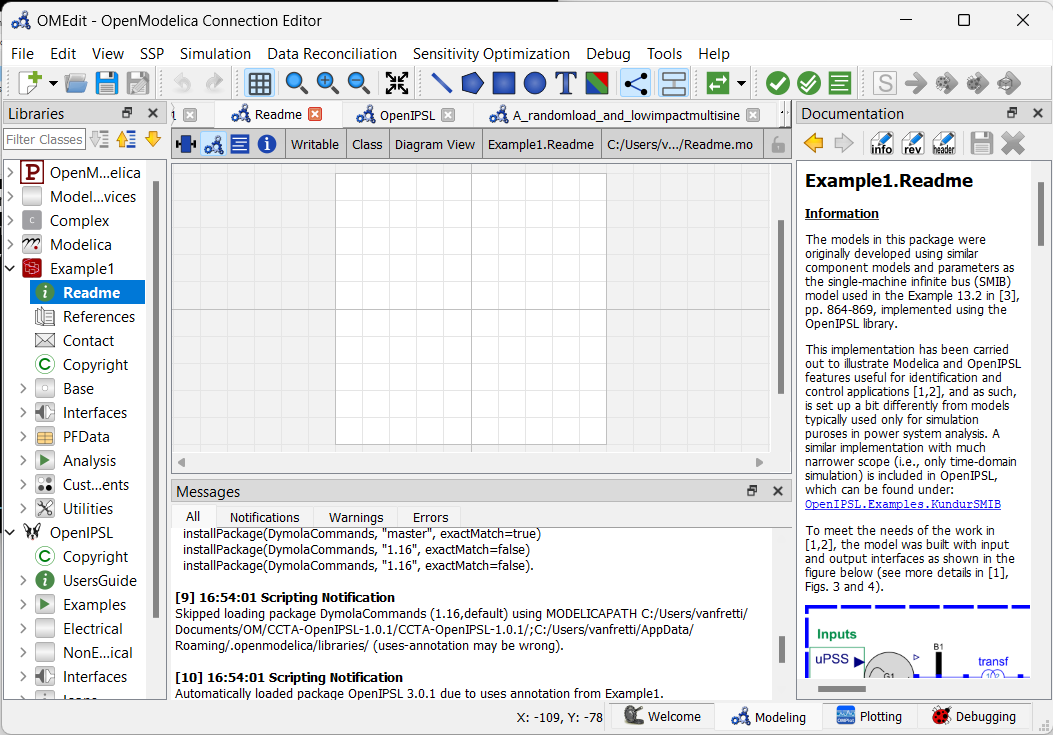 OMEdit - OpenModelica Connection Editor
File Edit View SSP Simulation Data Reconciliation Sensitivity Optimization Debug Tools Help
T
S
Libraries
Filter Classes
P OpenM...elica
Model...vices
C Complex
Modelica
Example1
i Readme
References
Contact
C Copyright
Base
Interfaces
PFData
Analysis
Cust...ents
Utilities
OpenIPSL
C Copyright
i UsersGuide
Examples
Electrical
NonE...ical
Interfaces
Readme
OpenIPSL
A_randomload_and_lowimpactmultisine
i Writable Class Diagram View Example1.Readme C:/Users/v.../Readme.mo
Messages
All Notifications Warnings Errors
installPackage(DymolaCommands, "master", exactMatch=true)
installPackage(DymolaCommands, "1.16", exactMatch=false)
installPackage(DymolaCommands, "1.16", exactMatch=false).
[9] 16:54:01 Scripting Notification
Skipped loading package DymolaCommands (1.16,default) using MODELICAPATH C:/Users/vanfretti/
Documents/OM/CCTA-OpenIPSL-1.0.1/CCTA-OpenIPSL-1.0.1/;C:/Users/vanfretti/AppData/
Roaming/.openmodelica/libraries/ (uses-annotation may be wrong).
[10] 16:54:01 Scripting Notification
Automatically loaded package OpenIPSL 3.0.1 due to uses annotation from Example1.
Documentation
info rev header
Example1.Readme
Information
The models in this package were
originally developed using similar
component models and parameters as
the single-machine infinite bus (SMIB)
model used in the Example 13.2 in [3],
pp. 864-869, implemented using the
OpenIPSL library.
This implementation has been carried
out to illustrate Modelica and OpenIPSL
features useful for identification and
control applications [1,2], and as such,
is set up a bit differently from models
typically used only for simulation
puroses in power system analysis. A
similar implementation with much
narrower scope (i.e., only time-domain
simulation) is included in OpenIPSL,
which can be found under:
OpenIPSL.Examples.KundurSMIB
To meet the needs of the work in
[1,2], the model was built with input
and output interfaces as shown in the
figure below (see more details in [1],
Figs. 3 and 4).
Inputs
uPSS
G1
B1
transf
X: -109, Y: -78
Welcome Modeling Plotting Debugging